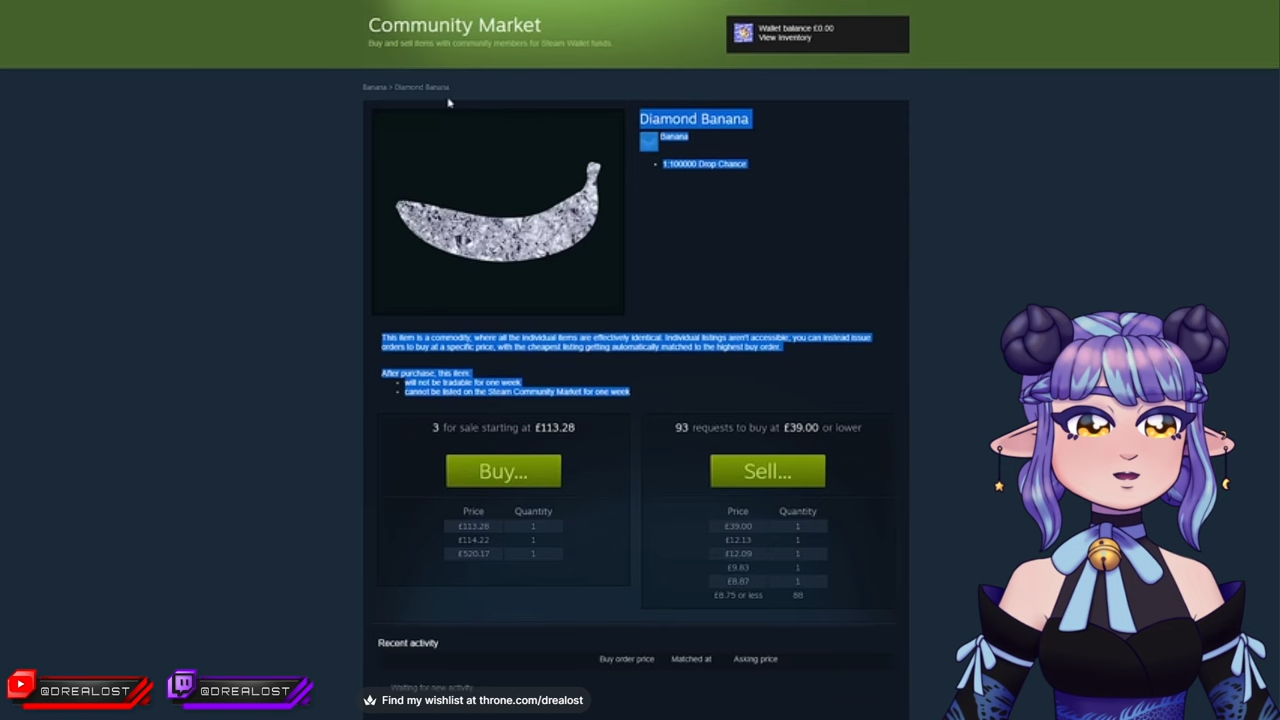 Community Market
Buy and sell items with community members for Steam Wallet funds.
Wallet balance £0.00
View Inventory
Banana > Diamond Banana
Diamond Banana
Banana
1:100000 Drop Chance
This item is a commodity, where all the individual items are effectively identical. Individual listings aren't accessible; you can instead issue
orders to buy at a specific price, with the cheapest listing getting automatically matched to the highest buy order.
After purchase, this item:
will not be tradable for one week
cannot be listed on the Steam Community Market for one week
3 for sale starting at £113.28
Buy...
Price Quantity
£113.28 1
£114.22 1
£520.17 1
93 requests to buy at £39.00 or lower
Sell...
Price Quantity
£39.00 1
£12.13 1
£12.09 1
£9.83 1
£8.87 1
£8.75 or less 88
Recent activity
Buy order price Matched at Asking price
Waiting for new activity...
@DREALOST
@DREALOST
Find my wishlist at throne.com/drealost